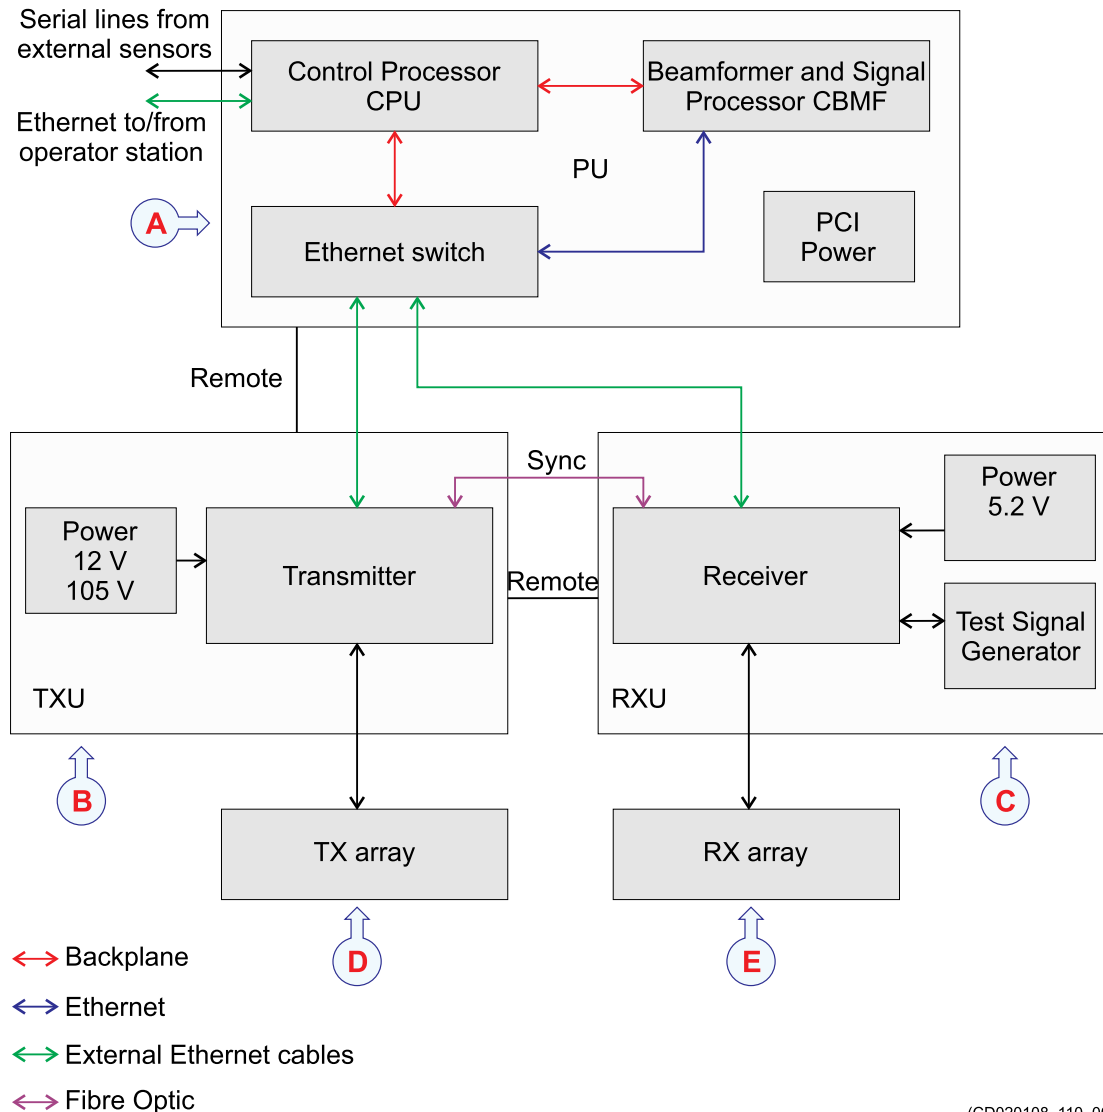 Serial lines from
external sensors
Ethernet to/from
operator station
Control Processor
CPU
Beamformer and Signal
Processor CBMF
PU
A
Ethernet switch
PCI
Power
Remote
Sync
Power
12 V
105 V
Transmitter
Remote
Receiver
Power
5.2 V
Test Signal
Generator
TXU
RXU
B
C
TX array
RX array
D
E
Backplane
Ethernet
External Ethernet cables
Fibre Optic